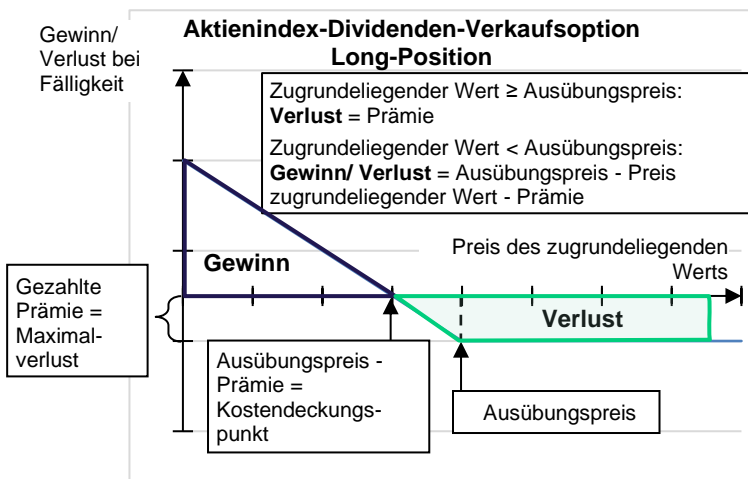 Aktienindex-Dividenden-Verkaufsoption
Long-Position
Gewinn/
Verlust bei
Fälligkeit
Zugrundeliegender Wert ≥ Ausübungspreis:
Verlust = Prämie
Zugrundeliegender Wert < Ausübungspreis:
Gewinn/ Verlust = Ausübungspreis - Preis
zugrundeliegender Wert - Prämie
Preis des zugrundeliegenden
Werts
Gewinn
Verlust
Gezahlte
Prämie =
Maximal-
verlust
Ausübungspreis -
Prämie =
Kostendeckungs-
punkt
Ausübungspreis